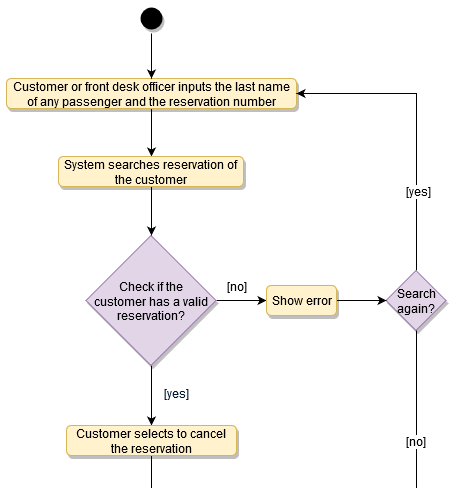 Customer or front desk officer inputs the last name
of any passenger and the reservation number
System searches reservation of
the customer
[yes]
Check if the
customer has a valid
reservation?
[no]
Show error
Search
again?
[yes]
Customer selects to cancel
the reservation
[no]